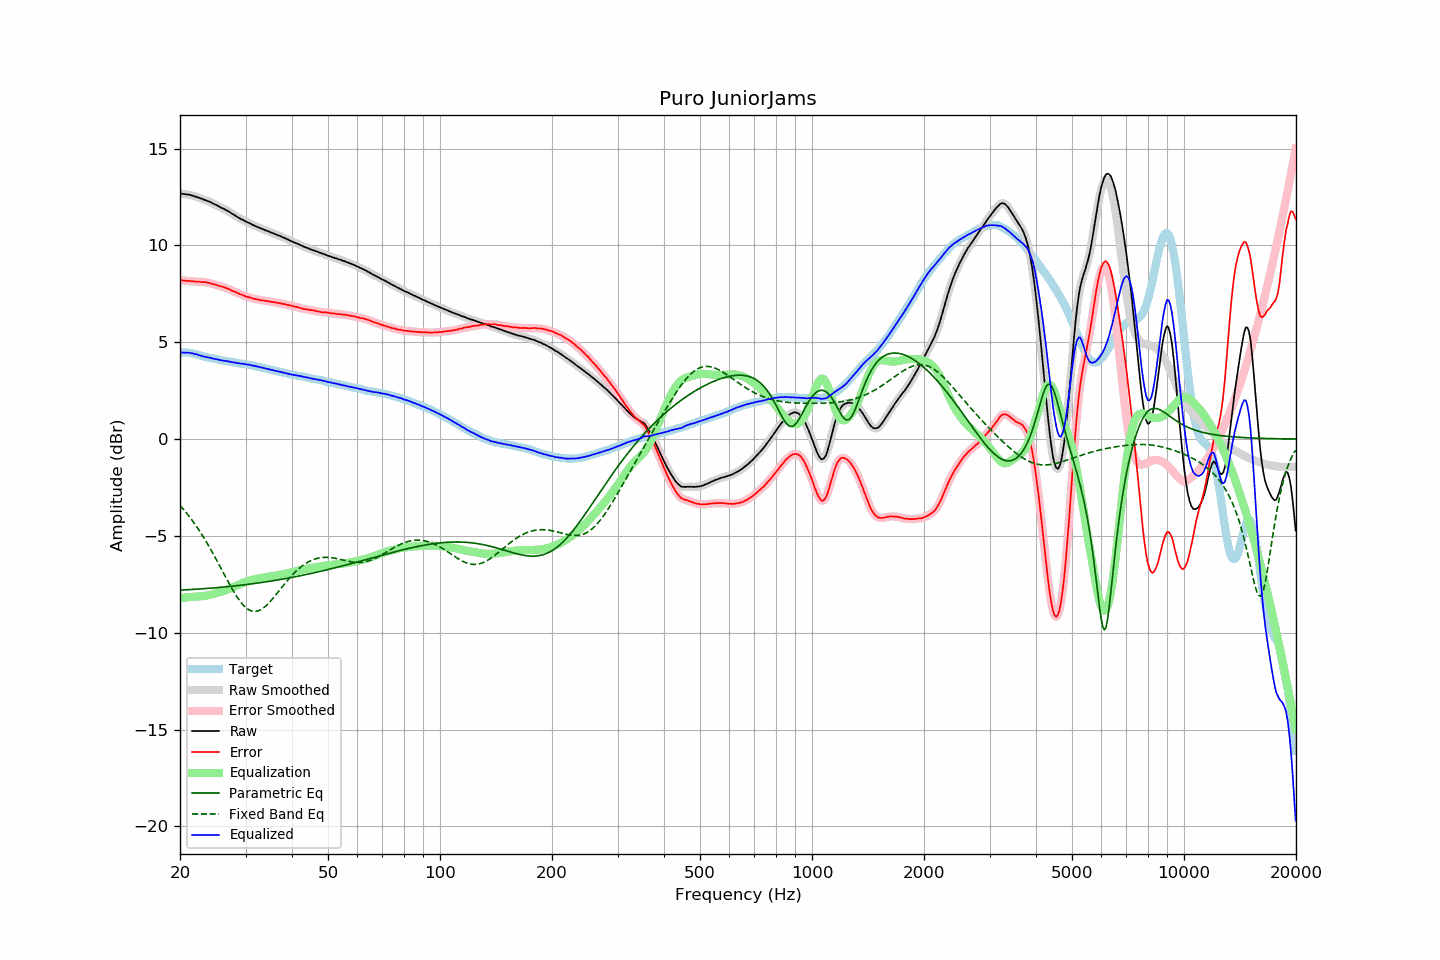 Puro JuniorJams
Amplitude (dBr)
15
10
5
0
−5
−10
−15
−20
Target
Raw Smoothed
Error Smoothed
Raw
Error
Equalization
Parametric Eq
Fixed Band Eq
Equalized
20 50 100 200 500 1000 2000 5000 10000 20000
Frequency (Hz)